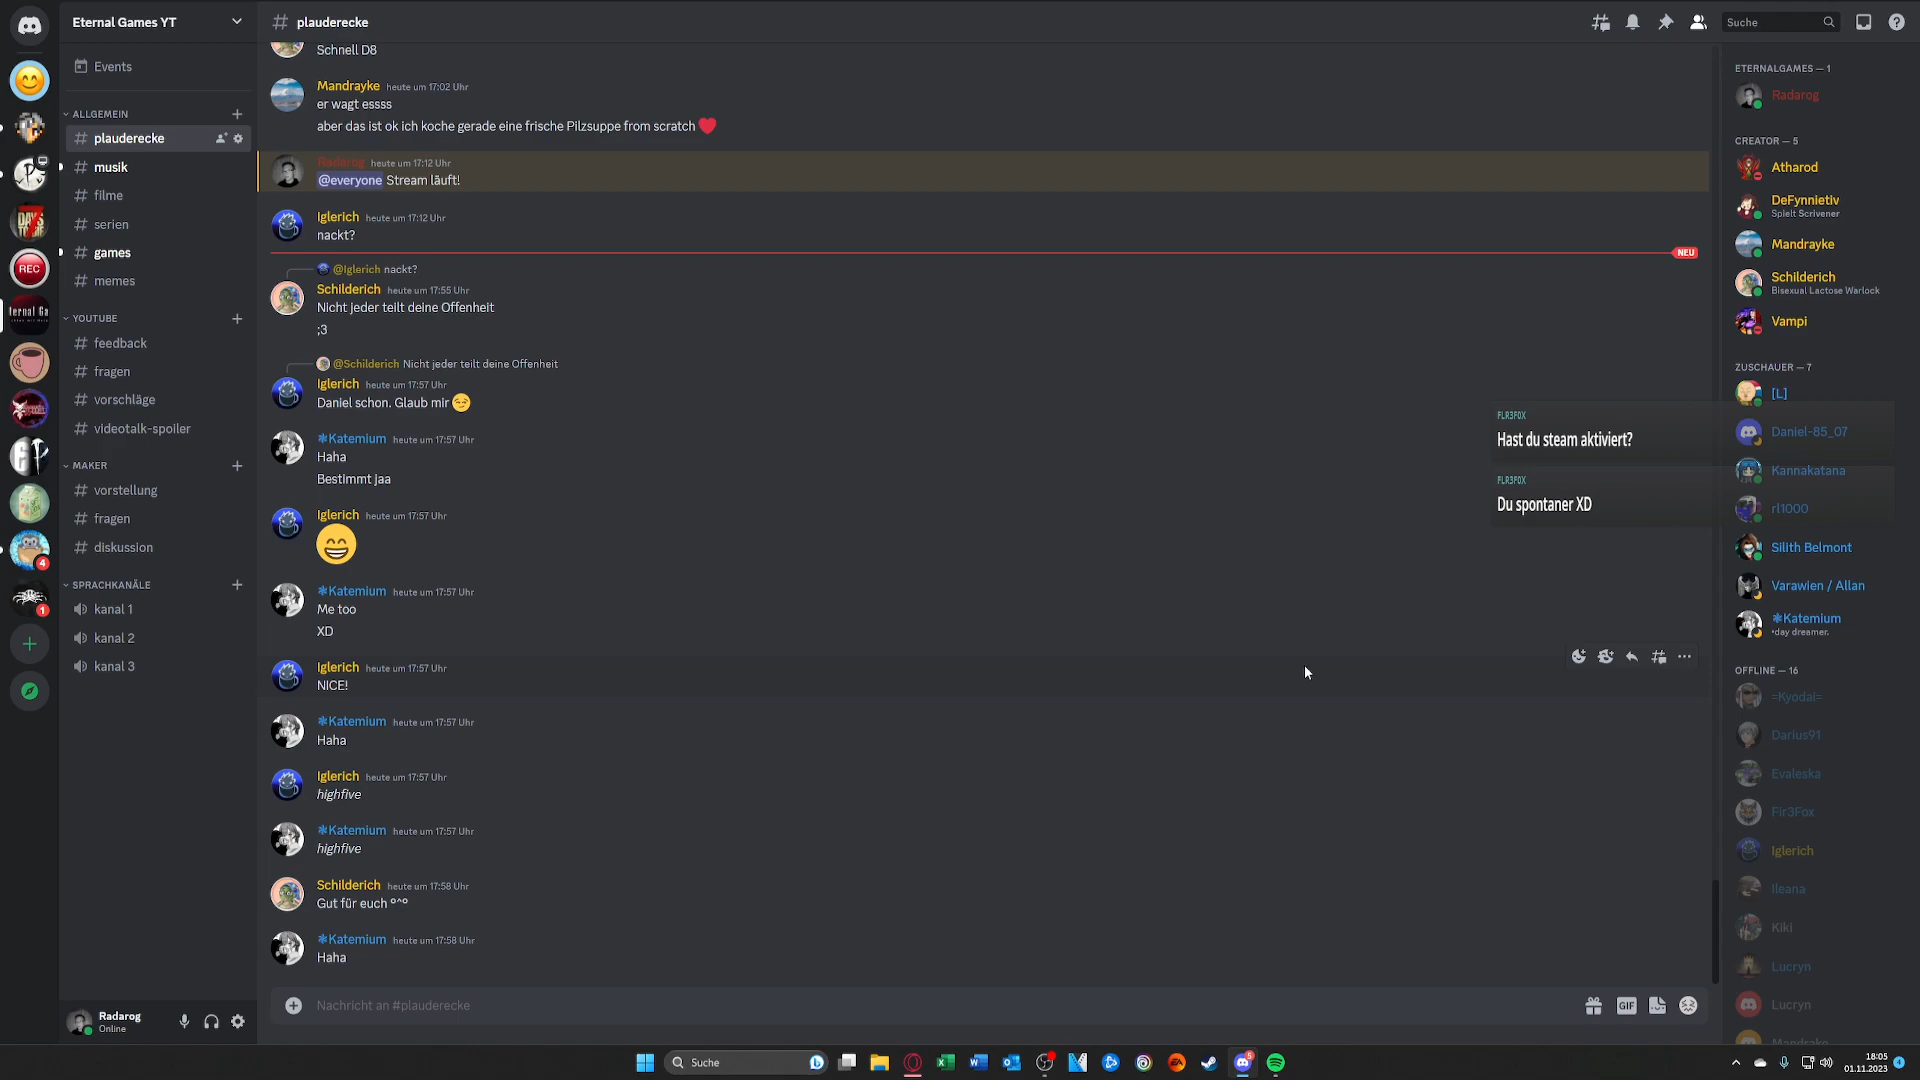 Eternal Games YT
plauderecke
Suche
Events
ALLGEMEIN
plauderecke
musik
filme
serien
games
memes
YOUTUBE
feedback
fragen
vorschläge
videotalk-spoiler
MAKER
vorstellung
fragen
diskussion
SPRACHKANÄLE
kanal 1
kanal 2
kanal 3
Radarog
Online
REC
4
1
Schnell D8
Mandrayke heute um 17:02 Uhr
er wagt essss
aber das ist ok ich koche gerade eine frische Pilzsuppe from scratch ❤️
Radarog heute um 17:12 Uhr
@everyone Stream läuft!
Iglerich heute um 17:12 Uhr
nackt?
NEU
@Iglerich nackt?
Schilderich heute um 17:55 Uhr
Nicht jeder teilt deine Offenheit
;3
@Schilderich Nicht jeder teilt deine Offenheit
Iglerich heute um 17:57 Uhr
Daniel schon. Glaub mir 😏
❃Katemium heute um 17:57 Uhr
Haha
Bestimmt jaa
Iglerich heute um 17:57 Uhr
😁
❃Katemium heute um 17:57 Uhr
Me too
XD
Iglerich heute um 17:57 Uhr
NICE!
❃Katemium heute um 17:57 Uhr
Haha
Iglerich heute um 17:57 Uhr
highfive
❃Katemium heute um 17:57 Uhr
highfive
Schilderich heute um 17:58 Uhr
Gut für euch °^°
❃Katemium heute um 17:58 Uhr
Haha
Nachricht an #plauderecke
GIF
FLR3FOX
Hast du steam aktiviert?
FLR3FOX
Du spontaner XD
ETERNALGAMES — 1
Radarog
CREATOR — 5
Atharod
DeFynnietiv
Spielt Scrivener
Mandrayke
Schilderich
Bisexual Lactose Warlock
Vampi
ZUSCHAUER — 7
[L]
Daniel-85_07
Kannakatana
rl1000
Silith Belmont
Varawien / Allan
❃Katemium
•day dreamer.
OFFLINE — 16
=Kyodai=
Darius91
Evaleska
Fir3Fox
Iglerich
Ileana
Kiki
Lucryn
Lucryn
Mandrake
Suche
5
18:05
01.11.2023
4